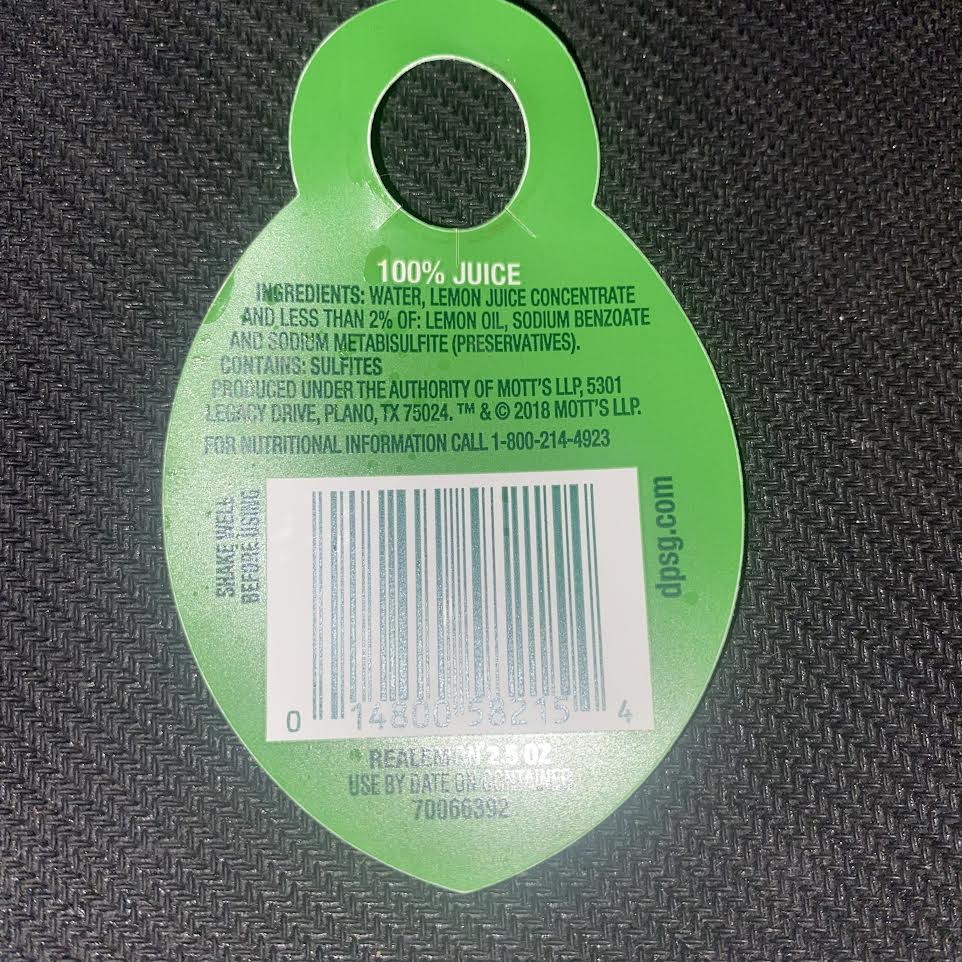 100% JUICE
INGREDIENTS: WATER, LEMON JUICE CONCENTRATE
AND LESS THAN 2% OF: LEMON OIL, SODIUM BENZOATE
AND SODIUM METABISULFITE (PRESERVATIVES).
CONTAINS: SULFITES
PRODUCED UNDER THE AUTHORITY OF MOTT'S LLP, 5301
LEGACY DRIVE, PLANO, TX 75024. ™ & © 2018 MOTT'S LLP.
FOR NUTRITIONAL INFORMATION CALL 1-800-214-4923
SHAKE WELL
BEFORE USING
dpsg.com
0 14800 58215 4
REALEMON 2.5 OZ
USE BY DATE ON CONTAINER
70066392